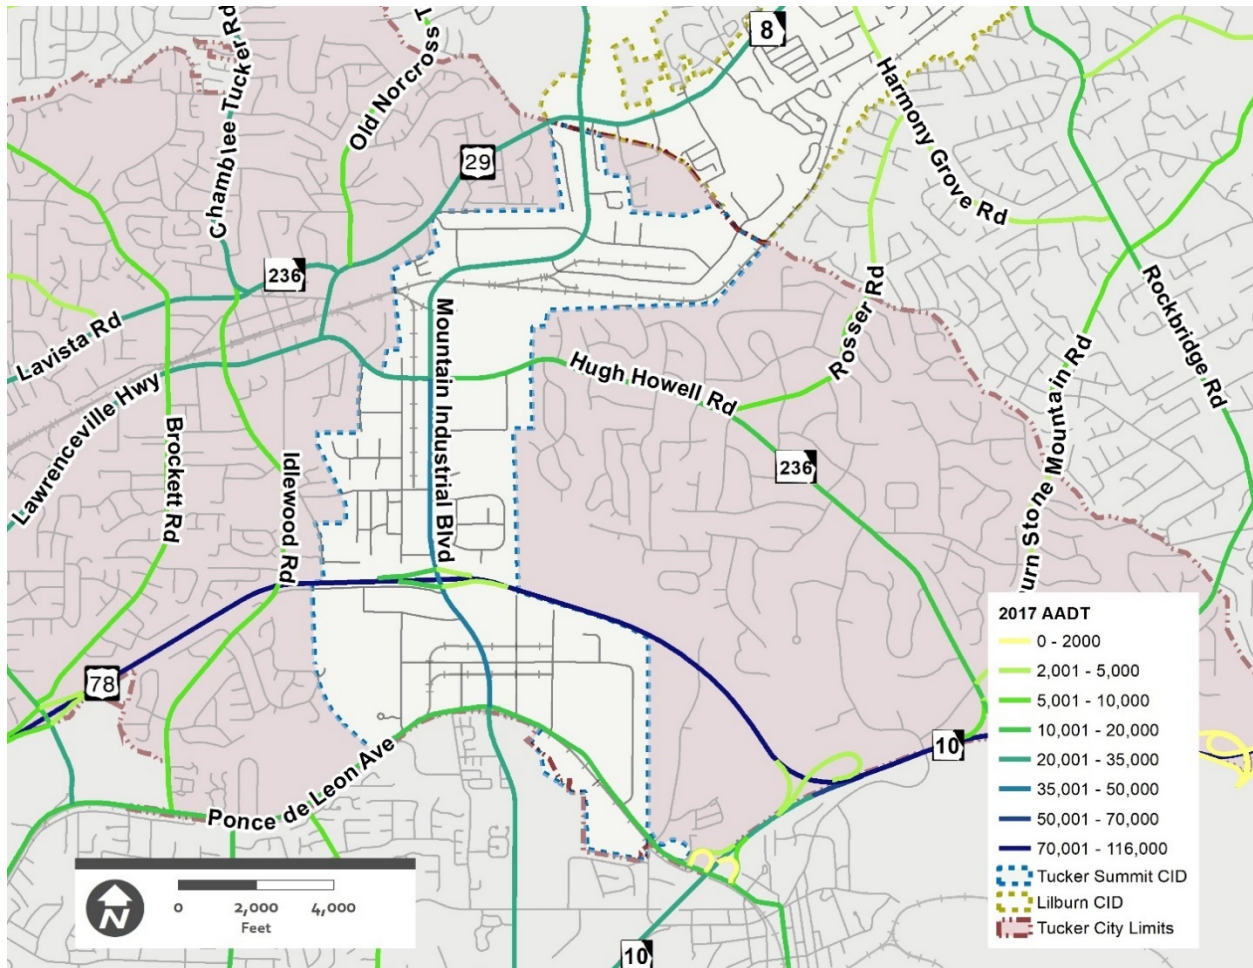 8
Chamblee Tucker Rd
Old Norcross T
Harmony Grove Rd
29
236
Lavista Rd
Mountain Industrial Blvd
Rosser Rd
Rockbridge Rd
Hugh Howell Rd
Lawrenceville Hwy
Brockett Rd
Idlewood Rd
236
burn Stone Mountain Rd
78
10
Ponce de Leon Ave
10
N
0 2,000 4,000
Feet
2017 AADT
0 - 2000
2,001 - 5,000
5,001 - 10,000
10,001 - 20,000
20,001 - 35,000
35,001 - 50,000
50,001 - 70,000
70,001 - 116,000
Tucker Summit CID
Lilburn CID
Tucker City Limits